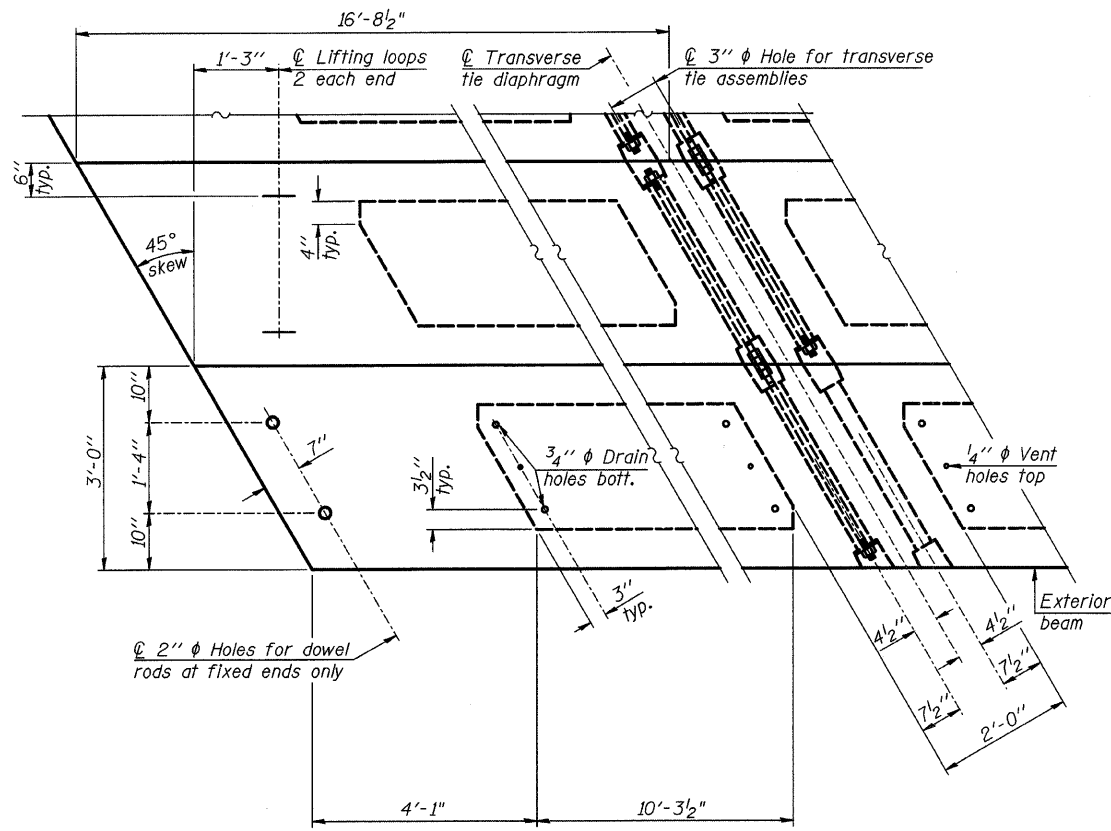 16'-8½"
1'-3"
℄ Lifting loops
2 each end
℄ Transverse
tie diaphragm
℄ 3" ϕ Hole for transverse
tie assemblies
6"
typ.
4"
typ.
45°
skew
10"
1'-4"
10"
3'-0"
7"
3½"
typ.
¾" ϕ Drain
holes bott.
¼" ϕ Vent
holes top
3"
typ.
℄ 2" ϕ Holes for dowel
rods at fixed ends only
Exterior
beam
4½"
4½"
7½"
7½"
2'-0"
4'-1"
10'-3½"